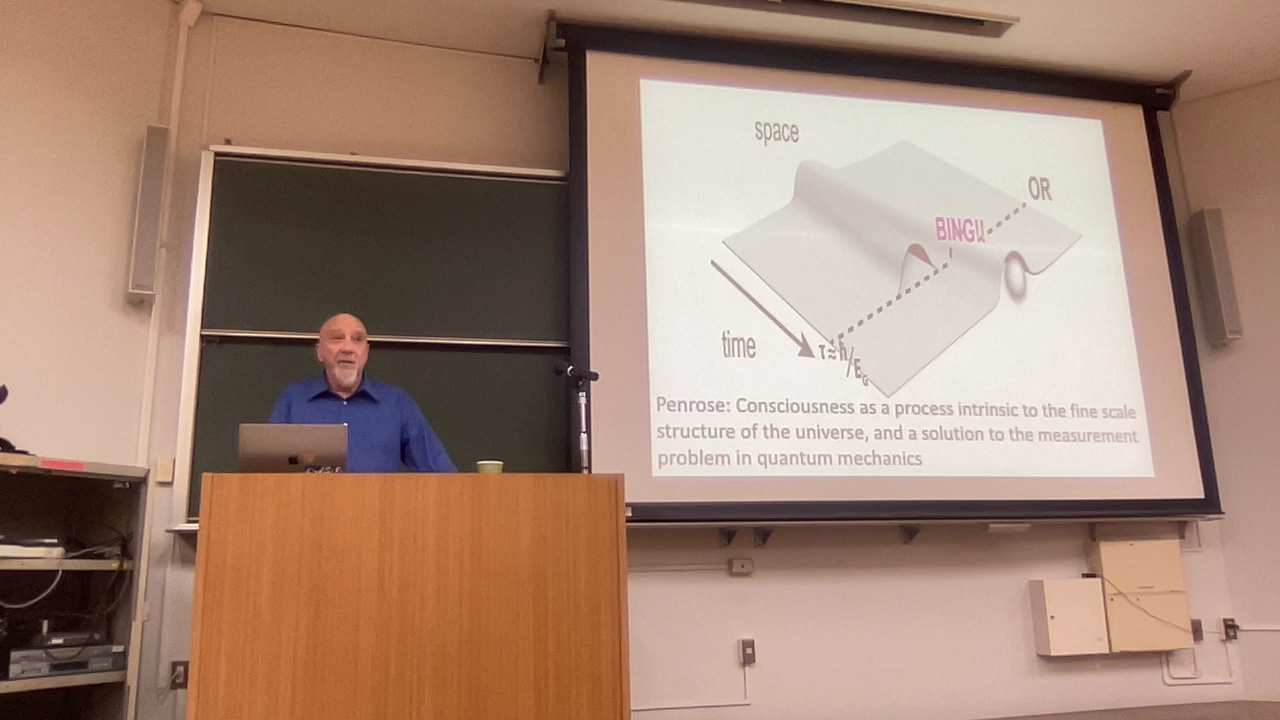 space
OR
BING!!
time
τ ≈ ħ/E_G
Penrose: Consciousness as a process intrinsic to the fine scale
structure of the universe, and a solution to the measurement
problem in quantum mechanics